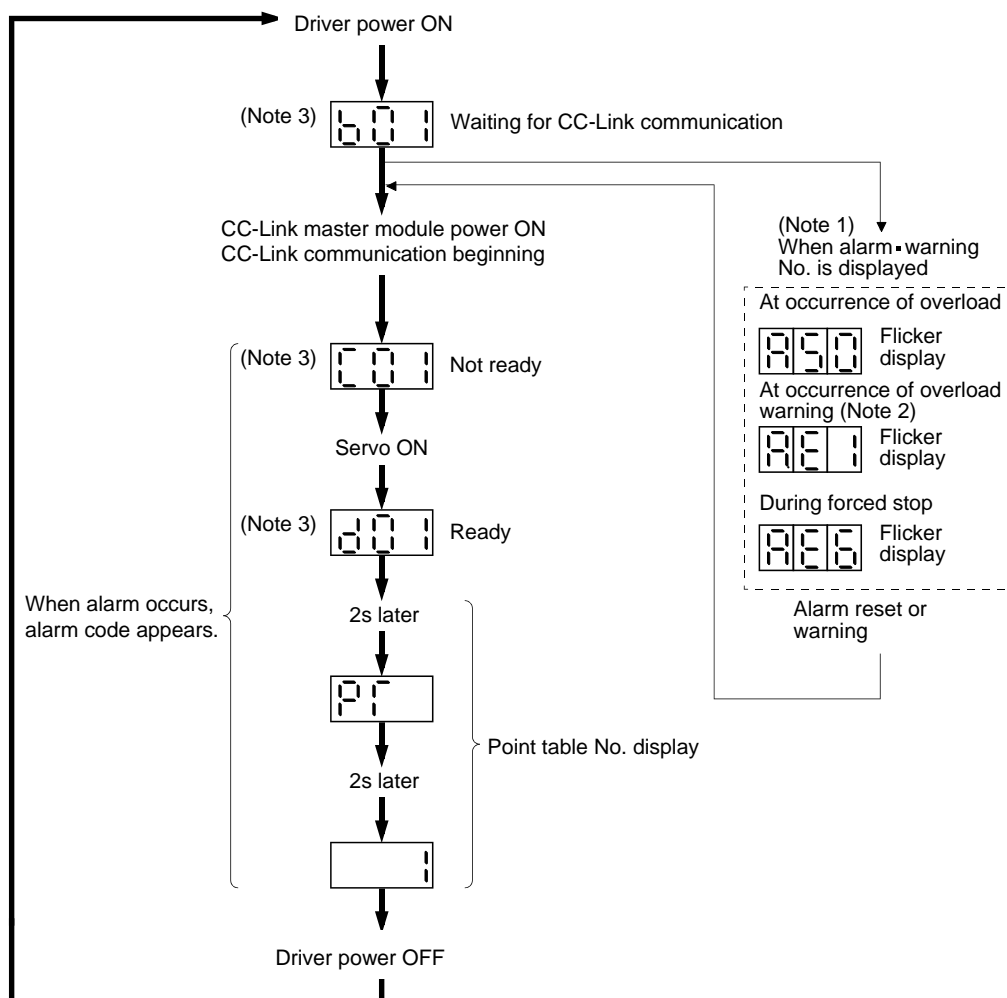 Driver power ON
(Note 3)
b01
Waiting for CC-Link communication
CC-Link master module power ON
CC-Link communication beginning
(Note 3)
C01
Not ready
Servo ON
(Note 3)
d01
Ready
When alarm occurs,
alarm code appears.
2s later
Pr
2s later
1
Point table No. display
Driver power OFF
(Note 1)
When alarm▪warning
No. is displayed
At occurrence of overload
A50
Flicker
display
At occurrence of overload
warning (Note 2)
AE1
Flicker
display
During forced stop
AE6
Flicker
display
Alarm reset or
warning